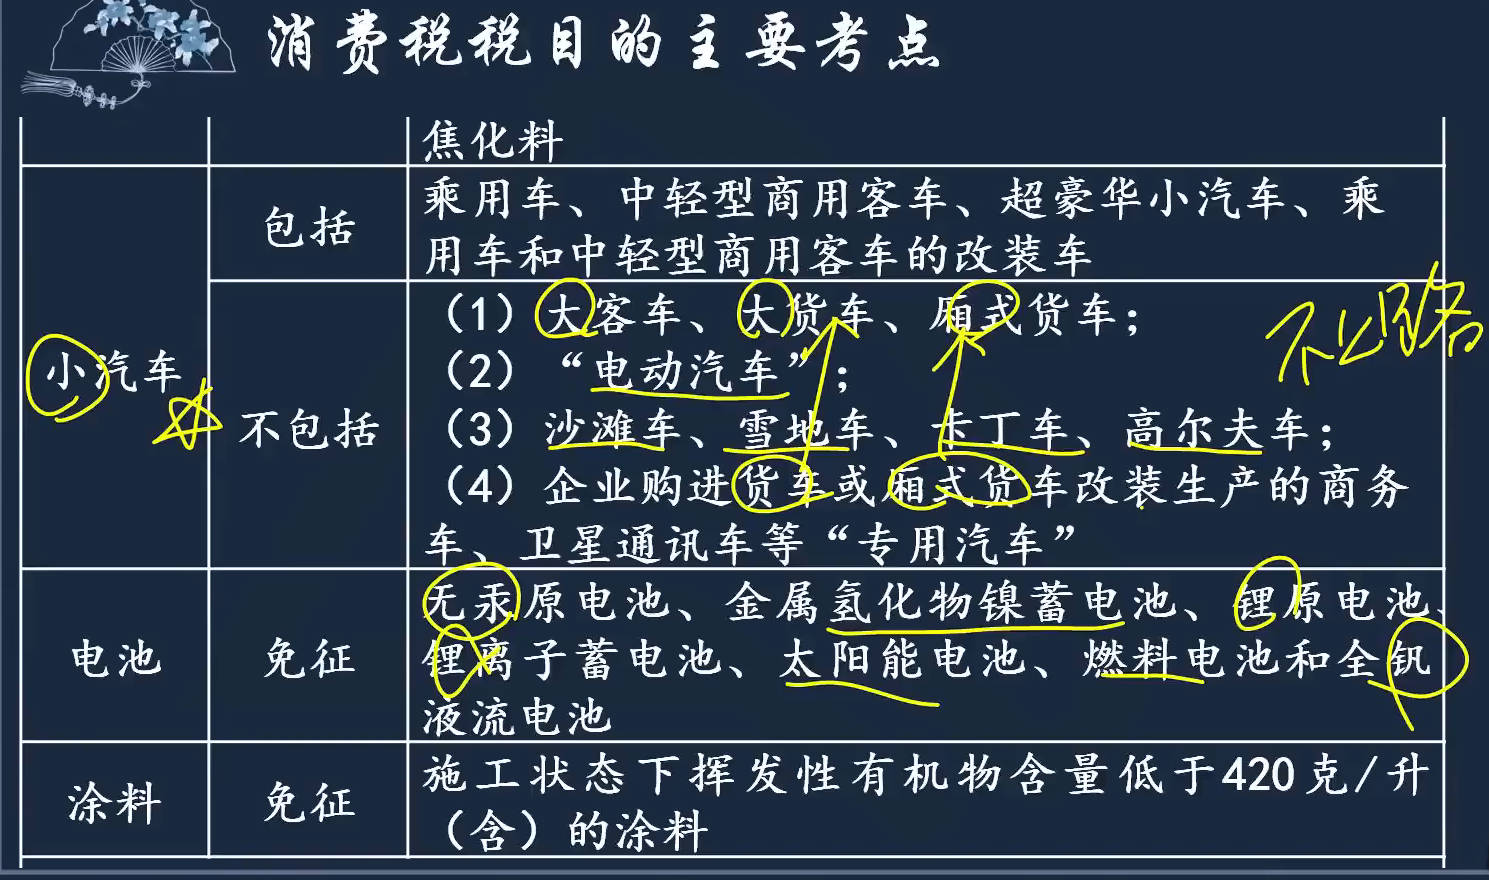 消费税税目的主要考点
焦化料
包括
乘用车、中轻型商用客车、超豪华小汽车、乘
用车和中轻型商用客车的改装车
小汽车
不包括
（1）大客车、大货车、厢式货车；
（2）“电动汽车”；
（3）沙滩车、雪地车、卡丁车、高尔夫车；
（4）企业购进货车或厢式货车改装生产的商务
车、卫星通讯车等“专用汽车”
不上路
电池
免征
无汞原电池、金属氢化物镍蓄电池、锂原电池、
锂离子蓄电池、太阳能电池、燃料电池和全钒
液流电池
涂料
免征
施工状态下挥发性有机物含量低于420克/升
（含）的涂料